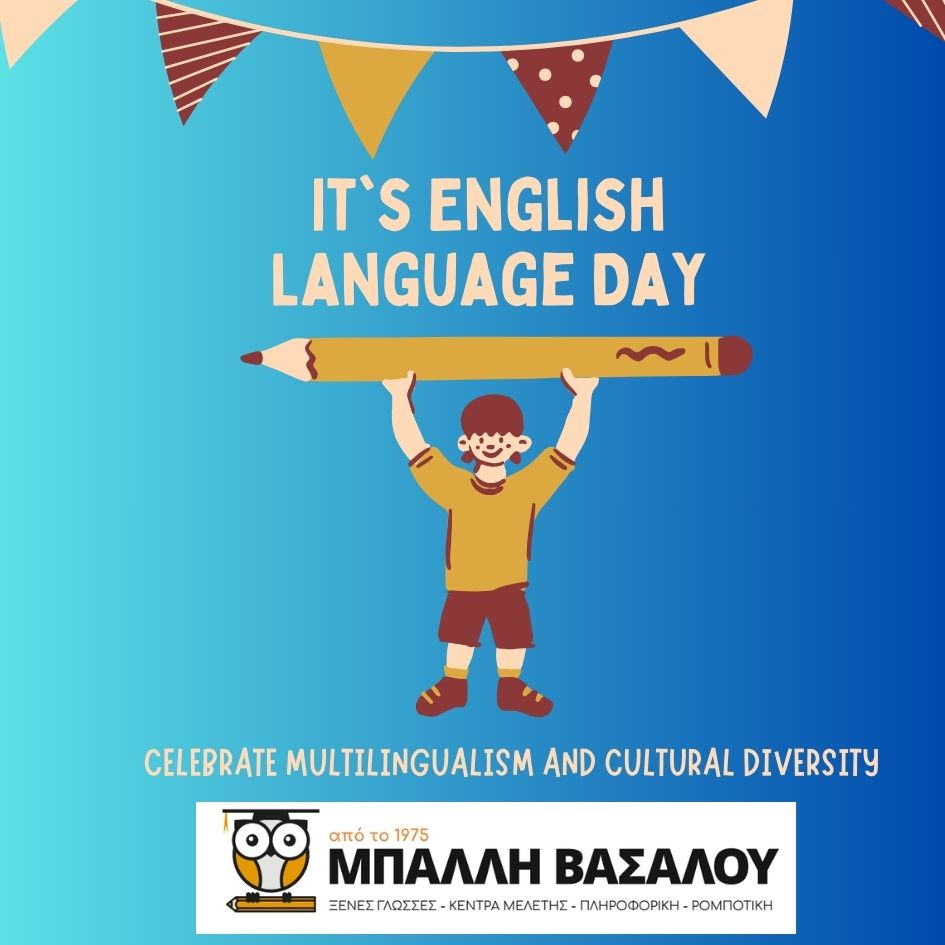 IT`S ENGLISH
LANGUAGE DAY
CELEBRATE MULTILINGUALISM AND CULTURAL DIVERSITY
από το 1975
ΜΠΑΛΛΗ ΒΑΣΑΛΟΥ
ΞΕΝΕΣ ΓΛΩΣΣΕΣ - ΚΕΝΤΡΑ ΜΕΛΕΤΗΣ - ΠΛΗΡΟΦΟΡΙΚΗ - ΡΟΜΠΟΤΙΚΗ